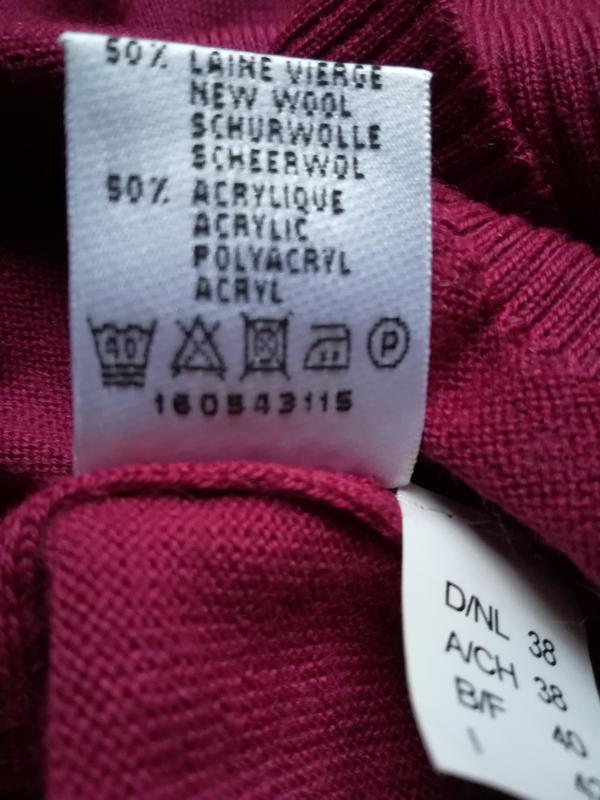 50% LAINE VIERGE
NEW WOOL
SCHURWOLLE
SCHEERWOL
50% ACRYLIQUE
ACRYLIC
POLYACRYL
ACRYL
40 P
160543115
D/NL 38
A/CH 38
B/F 40
I